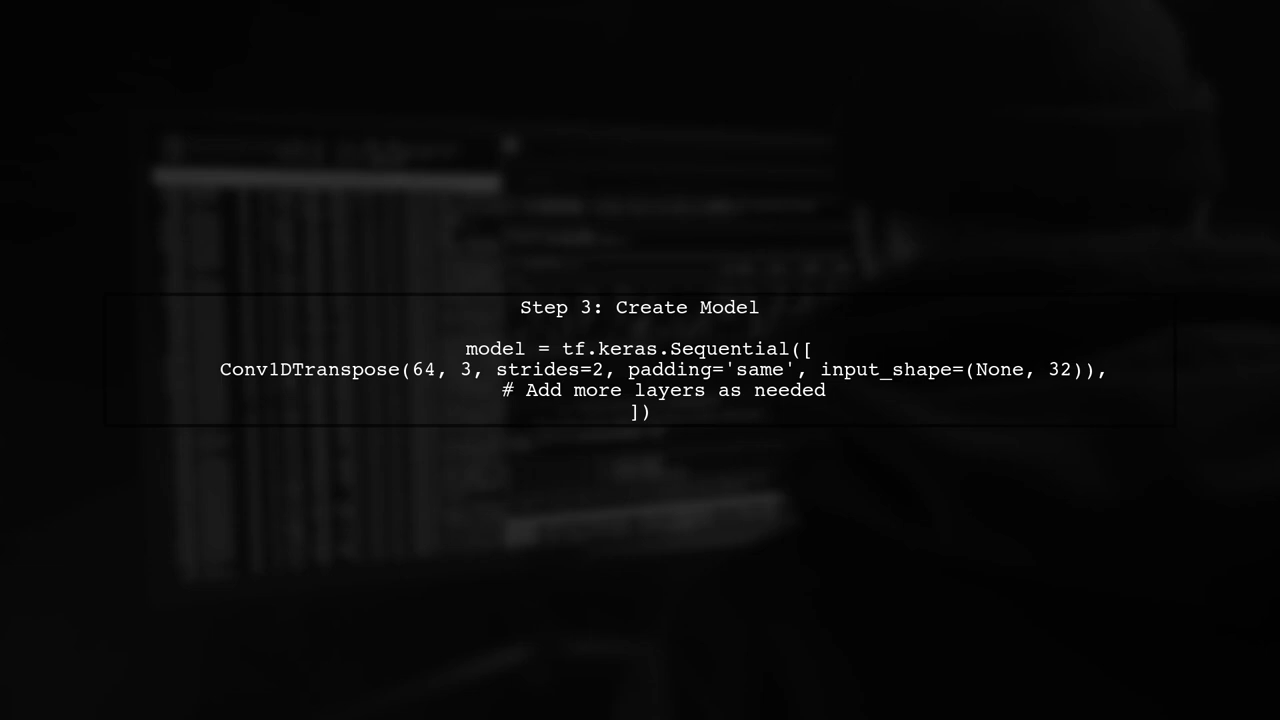 Step 3: Create Model
model = tf.keras.Sequential([
Conv1DTranspose(64, 3, strides=2, padding='same', input_shape=(None, 32)),
# Add more layers as needed
])